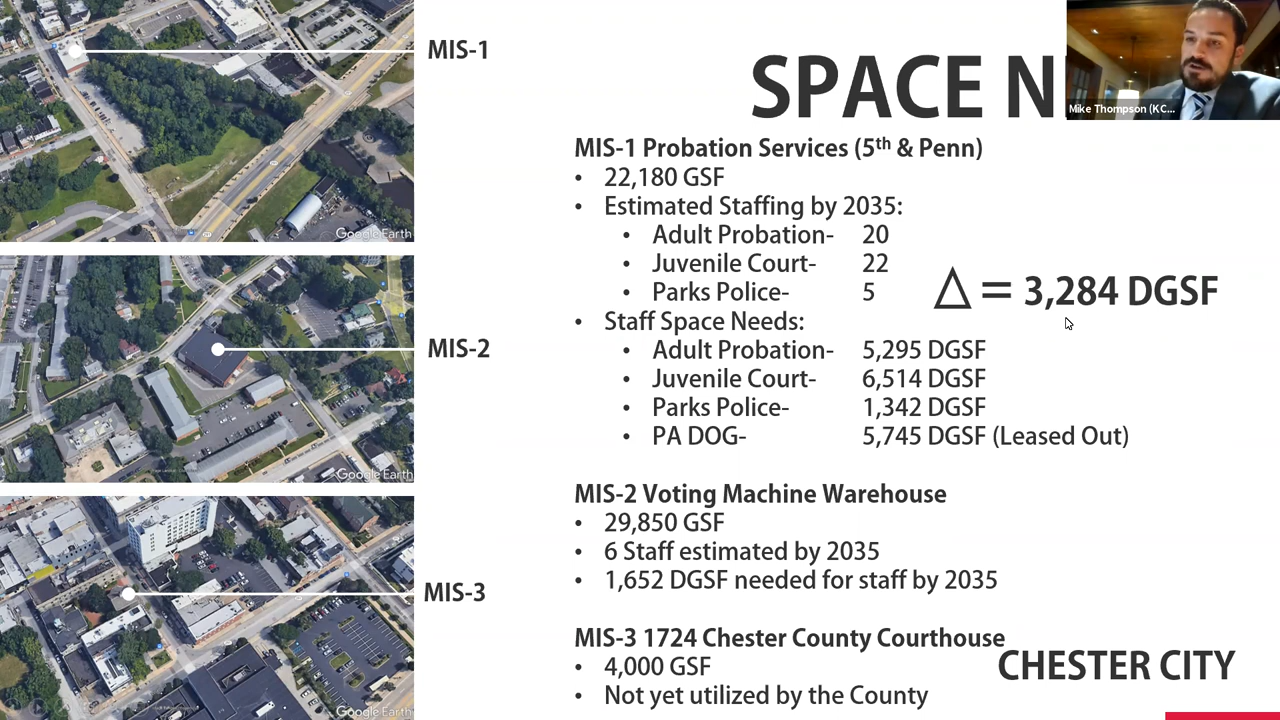 MIS-1
Google Earth
MIS-2
Google Earth
MIS-3
Google Earth
SPACE N
Mike Thompson (KC...
MIS-1 Probation Services (5th & Penn)
• 22,180 GSF
• Estimated Staffing by 2035:
• Adult Probation- 20
• Juvenile Court- 22
• Parks Police- 5
Δ = 3,284 DGSF
• Staff Space Needs:
• Adult Probation- 5,295 DGSF
• Juvenile Court- 6,514 DGSF
• Parks Police- 1,342 DGSF
• PA DOG- 5,745 DGSF (Leased Out)
MIS-2 Voting Machine Warehouse
• 29,850 GSF
• 6 Staff estimated by 2035
• 1,652 DGSF needed for staff by 2035
MIS-3 1724 Chester County Courthouse
• 4,000 GSF
• Not yet utilized by the County
CHESTER CITY